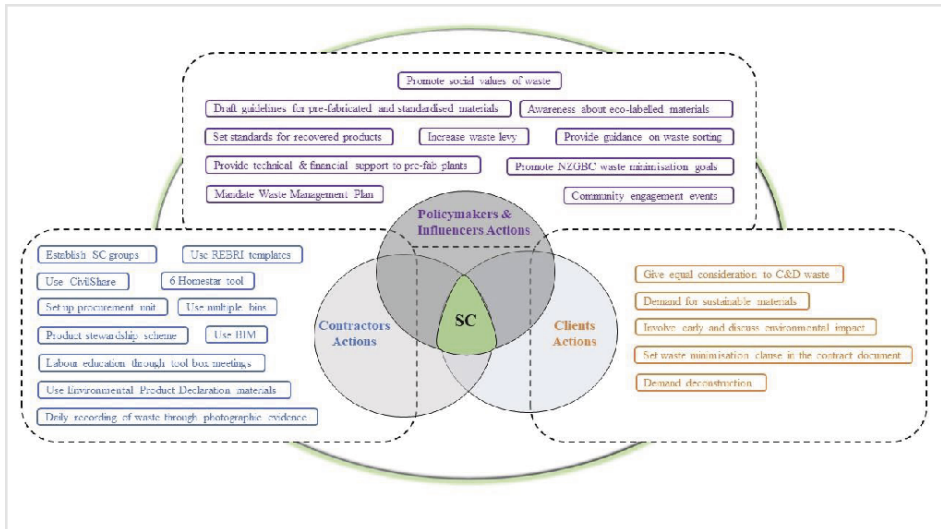 Promote social values of waste
Draft guidelines for pre-fabricated and standardised materials
Awareness about eco-labelled materials
Set standards for recovered products
Increase waste levy
Provide guidance on waste sorting
Provide technical & financial support to pre-fab plants
Promote NZGBC waste minimisation goals
Mandate Waste Management Plan
Community engagement events
Policymakers &
Influencers Actions
Establish SC groups
Use REBRI templates
Use CivilShare
6 Homestar tool
Set up procurement unit
Use multiple bins
Product stewardship scheme
Use
Labour education through tool box meetings
Use Environmental Product Declaration materials
Daily recording of waste through photographic evidence
Contractors
Actions
SC
Clients
Actions
Give equal consideration to C&D waste
Demand for sustainable materials
Involve early and discuss environmental impact
Set waste minimisation clause in the contract document
Demand deconstruction